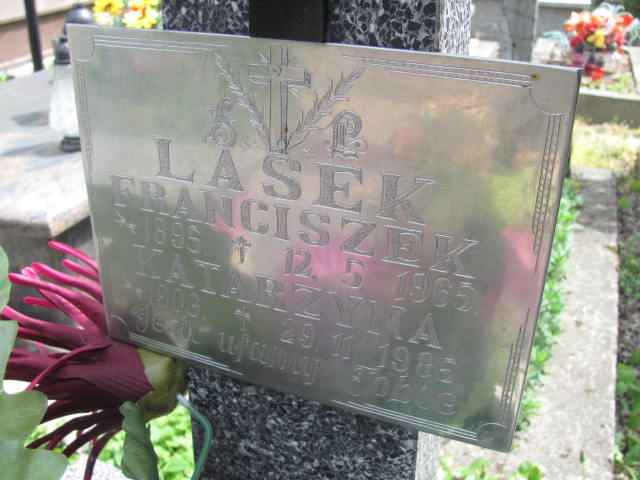 Ś P
LASEK
FRANCISZEK
* 1895. † 12. 5. 1965.
KATARZYNA
* 1903. † 29. 11. 1985.
Jezu ufamy Tobie